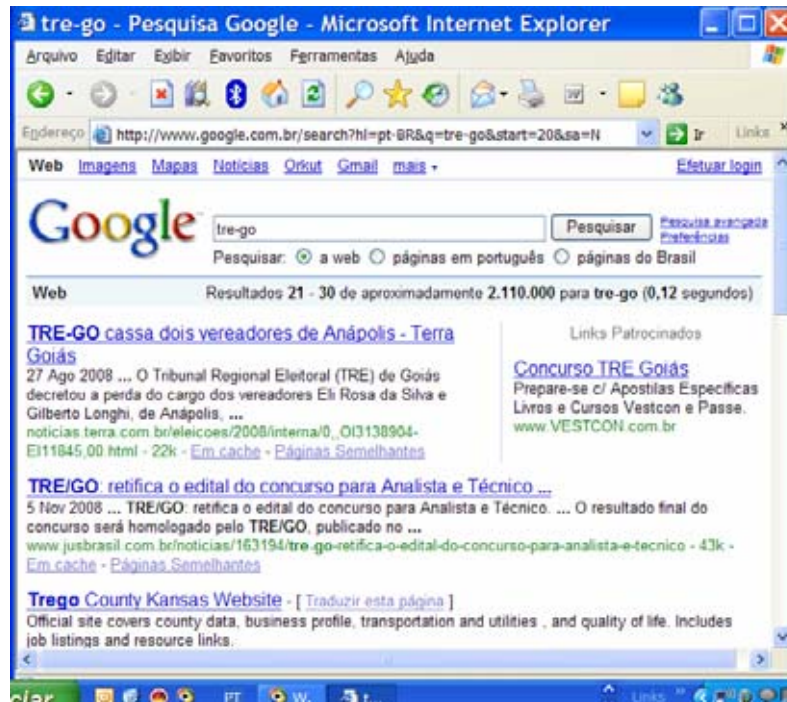 tre-go - Pesquisa Google - Microsoft Internet Explorer
Arquivo Editar Exibir Favoritos Ferramentas Ajuda
Endereço http://www.google.com.br/search?hl=pt-BR&q=tre-go&start=20&sa=N Ir Links »
Web Imagens Mapas Notícias Orkut Gmail mais Efetuar login
Google tre-go Pesquisar Pesquisa avançada
Preferências
Pesquisar: a web páginas em português páginas do Brasil
Web Resultados 21 - 30 de aproximadamente 2.110.000 para tre-go (0,12 segundos)
TRE-GO cassa dois vereadores de Anápolis - Terra
Goiás
27 Ago 2008 ... O Tribunal Regional Eleitoral (TRE) de Goiás
decretou a perda do cargo dos vereadores Eli Rosa da Silva e
Gilberto Longhi, de Anápolis, ...
noticias.terra.com.br/eleicoes/2008/interna/0,,OI3138904-
EI11845,00.html - 22k - Em cache - Páginas Semelhantes
Links Patrocinados
Concurso TRE Goiás
Prepare-se c/ Apostilas Específicas
Livros e Cursos Vestcon e Passe.
www.VESTCON.com.br
TRE/GO: retifica o edital do concurso para Analista e Técnico ...
5 Nov 2008 ... TRE/GO: retifica o edital do concurso para Analista e Técnico. ... O resultado final do
concurso será homologado pelo TRE/GO, publicado no ...
www.jusbrasil.com.br/noticias/163194/tre-go-retifica-o-edital-do-concurso-para-analista-e-tecnico - 43k -
Em cache - Páginas Semelhantes
Trego County Kansas Website - [ Traduzir esta página ]
Official site covers county data, business profile, transportation and utilities , and quality of life. Includes
job listings and resource links.
PT W... t... Links »